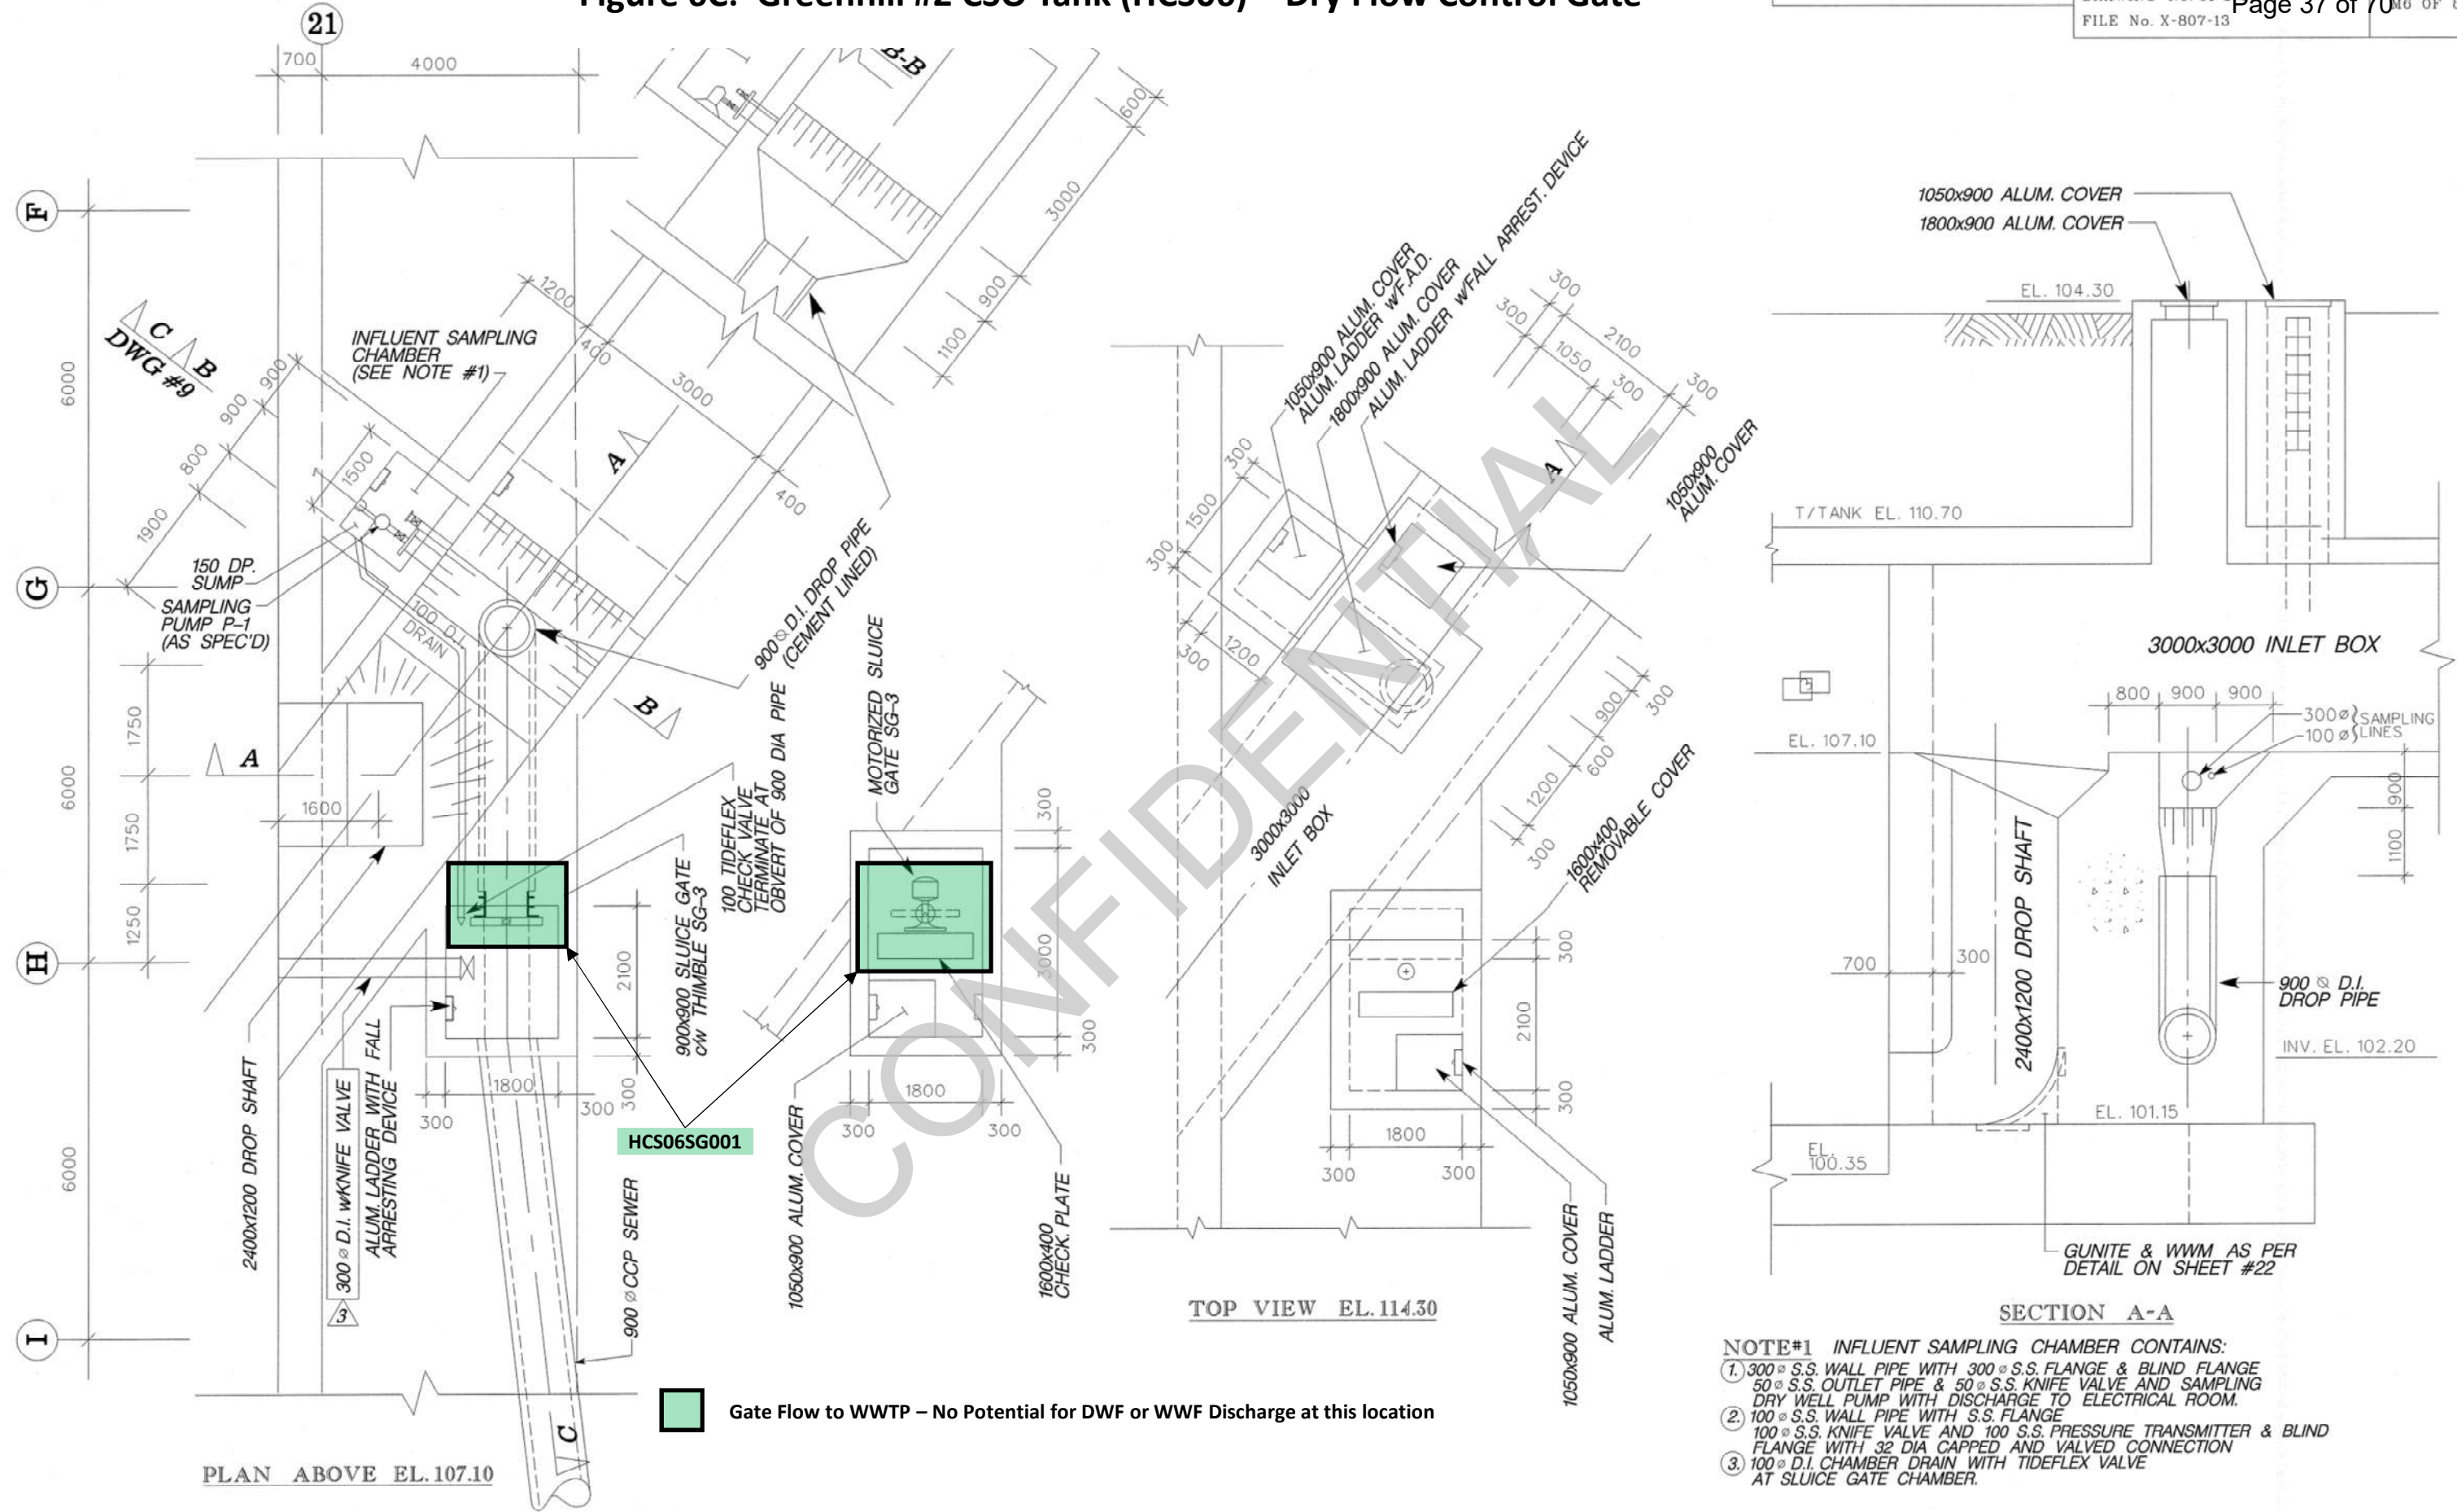 Figure 6C: Greenhill #2 CSO Tank (HCS06) – Dry Flow Control Gate
Page 37 of 70
M6 OF
FILE No. X-807-13
21
700
4000
B-B
600
3000
900
1100
F
G
H
I
6000
6000
6000
C
B
DWG #9
INFLUENT SAMPLING
CHAMBER
(SEE NOTE #1)
1200
400
3000
400
900
900
800
1900
1500
A
150 DP.
SUMP
SAMPLING
PUMP P-1
(AS SPEC'D)
100 D.I.
DRAIN
900 ⌀ D.I. DROP PIPE
(CEMENT LINED)
B
A
1750
1750
1250
1600
100 TIDEFLEX
CHECK VALVE
TERMINATE AT
OBVERT OF 900 DIA PIPE
900x900 SLUICE GATE
c/w THIMBLE SG-3
2100
300
1800
300
300
2400x1200 DROP SHAFT
300 ⌀ D.I. w/KNIFE VALVE
3
ALUM. LADDER WITH FALL
ARRESTING DEVICE
900 ⌀ CCP SEWER
C
PLAN ABOVE EL. 107.10
HCS06SG001
MOTORIZED SLUICE
GATE SG-3
300
3000
300
1800
300
300
1050x900 ALUM. COVER
1600x400
CHECK. PLATE
1050x900 ALUM. COVER
ALUM. LADDER w/F.A.D.
1800x900 ALUM. COVER
ALUM. LADDER w/FALL ARREST. DEVICE
300
300
2100
1050
300
300
300
1500
300
A
1050x900
ALUM. COVER
300
1200
900
300
600
1200
300
3000x3000
INLET BOX
1600x400
REMOVABLE COVER
300
2100
300
1800
300
300
1050x900 ALUM. COVER
ALUM. LADDER
TOP VIEW EL. 114.30
CONFIDENTIAL
1050x900 ALUM. COVER
1800x900 ALUM. COVER
EL. 104.30
T/TANK EL. 110.70
3000x3000 INLET BOX
800
900
900
300⌀
100 ⌀
SAMPLING
LINES
EL. 107.10
900
1100
2400x1200 DROP SHAFT
700
300
900 ⌀ D.I.
DROP PIPE
INV. EL. 102.20
EL. 101.15
EL.
100.35
GUNITE & WWM AS PER
DETAIL ON SHEET #22
SECTION A-A
NOTE#1 INFLUENT SAMPLING CHAMBER CONTAINS:
1. 300 ⌀ S.S. WALL PIPE WITH 300 ⌀ S.S. FLANGE & BLIND FLANGE
50 ⌀ S.S. OUTLET PIPE & 50 ⌀ S.S. KNIFE VALVE AND SAMPLING
DRY WELL PUMP WITH DISCHARGE TO ELECTRICAL ROOM.
2. 100 ⌀ S.S. WALL PIPE WITH S.S. FLANGE
100 ⌀ S.S. KNIFE VALVE AND 100 S.S. PRESSURE TRANSMITTER & BLIND
FLANGE WITH 32 DIA CAPPED AND VALVED CONNECTION
3. 100 ⌀ D.I. CHAMBER DRAIN WITH TIDEFLEX VALVE
AT SLUICE GATE CHAMBER.
Gate Flow to WWTP – No Potential for DWF or WWF Discharge at this location